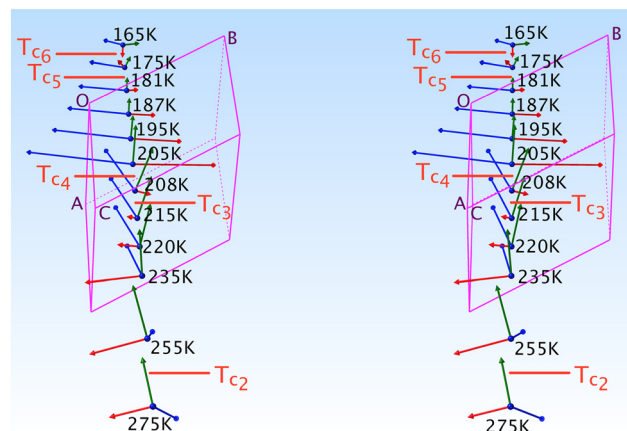 165K
B
Tc6
175K
Tc5
181K
O
187K
195K
205K
Tc4
208K
A
C
Tc3
215K
220K
235K
255K
Tc2
275K
165K
B
Tc6
175K
Tc5
181K
O
187K
195K
205K
Tc4
208K
A
C
Tc3
215K
220K
235K
255K
Tc2
275K